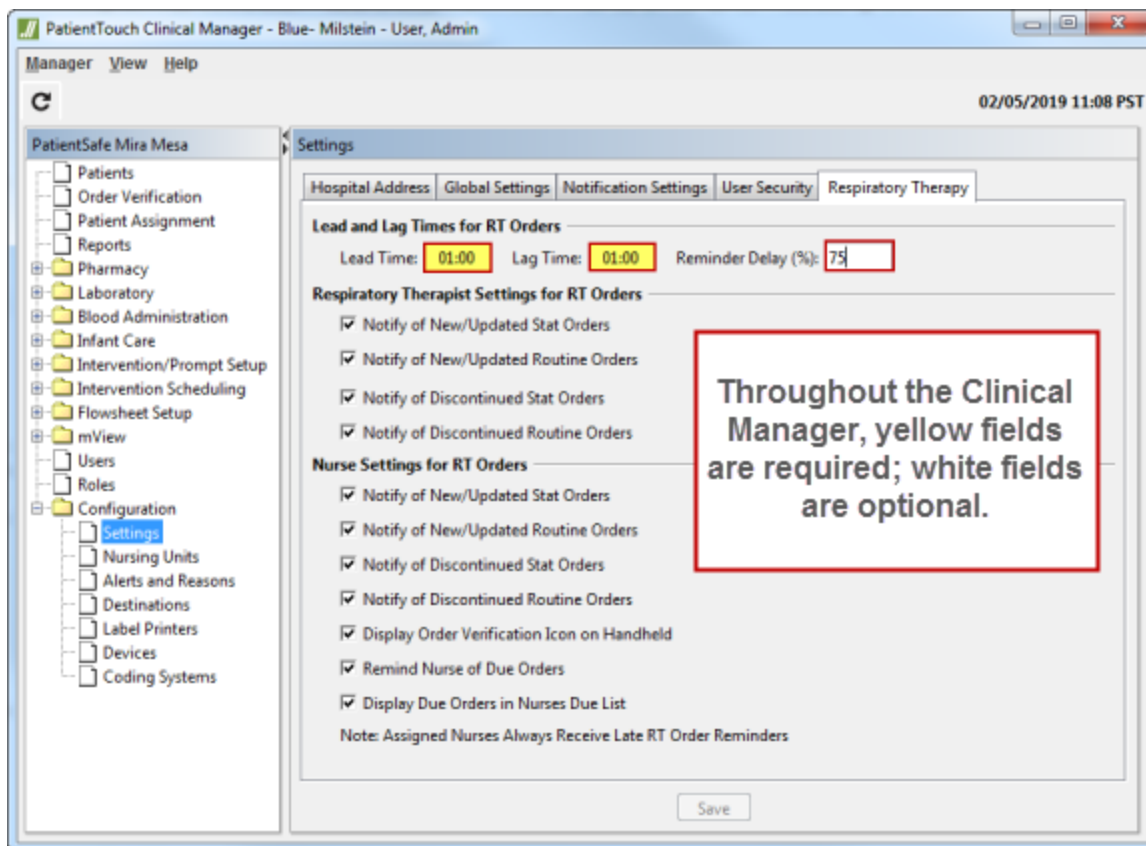 PatientTouch Clinical Manager - Blue- Milstein - User, Admin
Manager View Help
02/05/2019 11:08 PST
PatientSafe Mira Mesa
Patients
Order Verification
Patient Assignment
Reports
Pharmacy
Laboratory
Blood Administration
Infant Care
Intervention/Prompt Setup
Intervention Scheduling
Flowsheet Setup
mView
Users
Roles
Configuration
Settings
Nursing Units
Alerts and Reasons
Destinations
Label Printers
Devices
Coding Systems
Settings
Hospital Address Global Settings Notification Settings User Security Respiratory Therapy
Lead and Lag Times for RT Orders
Lead Time: 01:00 Lag Time: 01:00 Reminder Delay (%): 75
Respiratory Therapist Settings for RT Orders
Notify of New/Updated Stat Orders
Notify of New/Updated Routine Orders
Notify of Discontinued Stat Orders
Notify of Discontinued Routine Orders
Nurse Settings for RT Orders
Notify of New/Updated Stat Orders
Notify of New/Updated Routine Orders
Notify of Discontinued Stat Orders
Notify of Discontinued Routine Orders
Display Order Verification Icon on Handheld
Remind Nurse of Due Orders
Display Due Orders in Nurses Due List
Note: Assigned Nurses Always Receive Late RT Order Reminders
Throughout the Clinical
Manager, yellow fields
are required; white fields
are optional.
Save